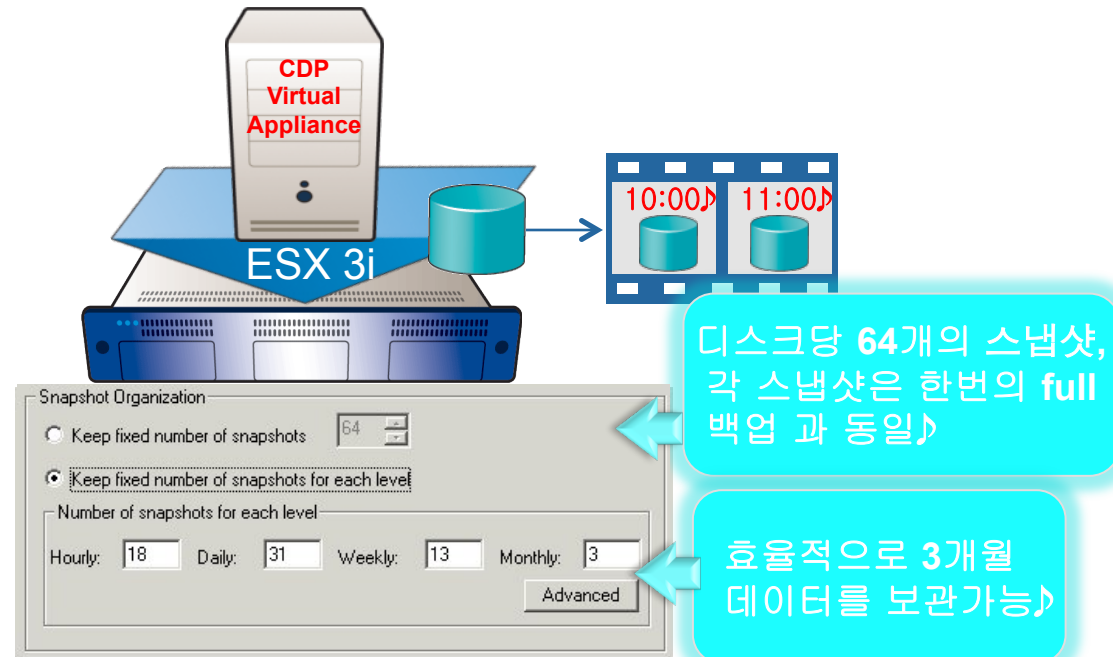 CDP
Virtual
Appliance
ESX 3i
10:00♪ 11:00♪
디스크당 64개의 스냅샷,
각 스냅샷은 한번의 full
백업 과 동일♪
Snapshot Organization
Keep fixed number of snapshots 64
Keep fixed number of snapshots for each level
Number of snapshots for each level
Hourly: 18 Daily: 31 Weekly: 13 Monthly: 3
Advanced
효율적으로 3개월
데이터를 보관가능♪